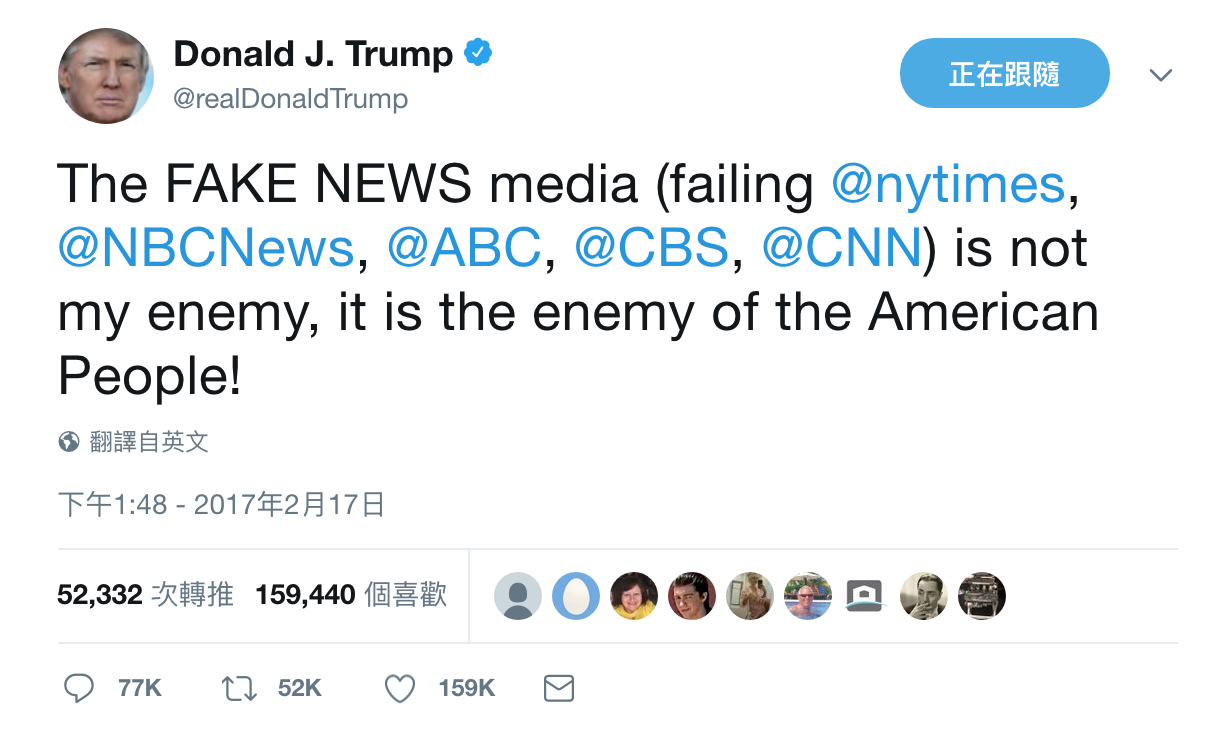 Donald J. Trump
@realDonaldTrump
正在跟隨
The FAKE NEWS media (failing @nytimes,
@NBCNews, @ABC, @CBS, @CNN) is not
my enemy, it is the enemy of the American
People!
翻譯自英文
下午1:48 - 2017年2月17日
52,332 次轉推 159,440 個喜歡
77K 52K 159K